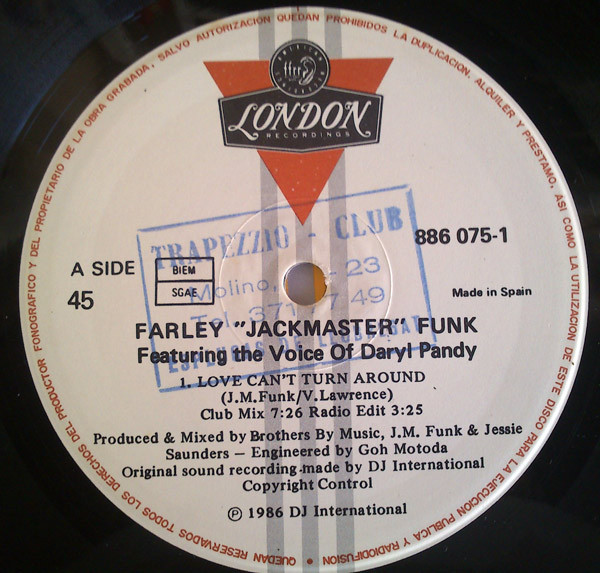 QUEDAN RESERVADOS TODOS LOS DERECHOS DEL PRODUCTOR FONOGRAFICO Y DEL PROPIETARIO DE LA OBRA GRABADA, SALVO AUTORIZACION QUEDAN PROHIBIDOS LA DUPLICACION, ALQUILER Y PRESTAMO, ASI COMO LA UTILIZACION DE ESTE DISCO PARA LA EJECUCION PUBLICA Y RADIODIFUSION •
ffrr
LONDON
RECORDINGS
TRAPEZZIO - CLUB
886 075-1
A SIDE
BIEM
SGAE
Molino, 23
45
Made in Spain
FARLEY "JACKMASTER" FUNK
Featuring the Voice Of Daryl Pandy
1. LOVE CAN'T TURN AROUND
(J.M.Funk/V.Lawrence)
Club Mix 7:26 Radio Edit 3:25
Produced & Mixed by Brothers By Music, J.M. Funk & Jessie
Saunders – Engineered by Goh Motoda
Original sound recording made by DJ International
Copyright Control
℗ 1986 DJ International